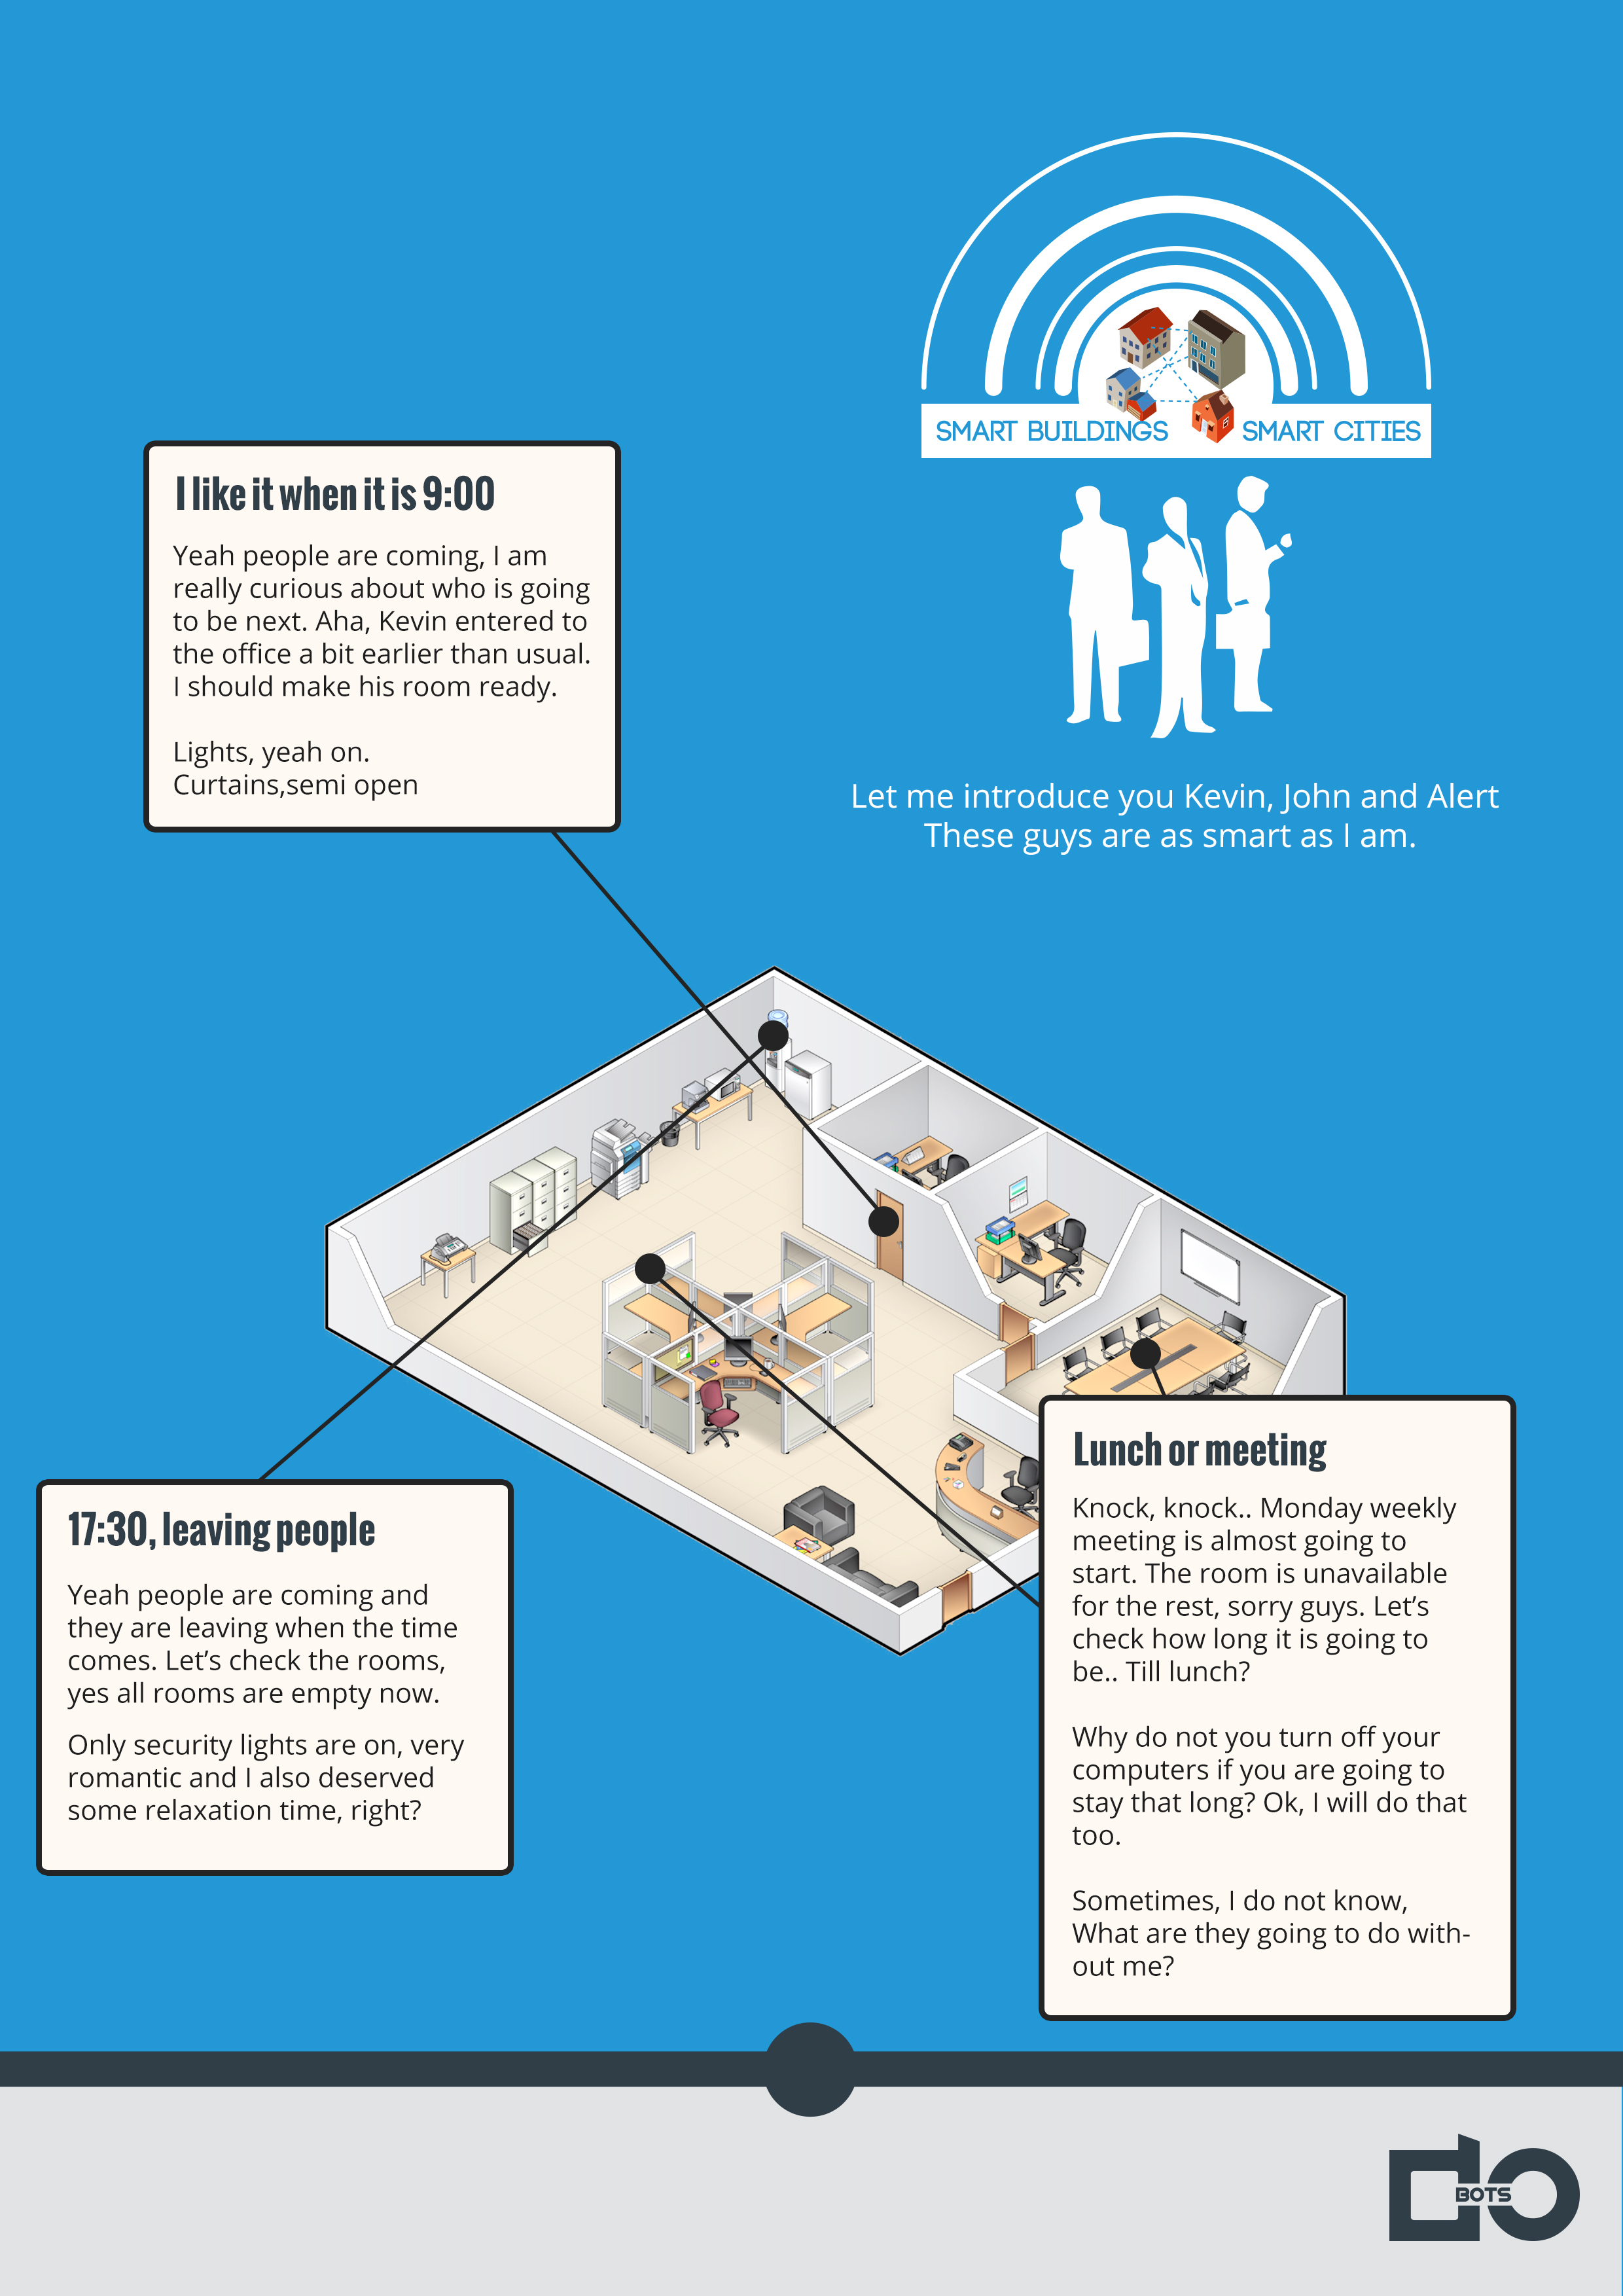 SMART BUILDINGS SMART CITIES
Let me introduce you Kevin, John and Alert
These guys are as smart as I am.
I like it when it is 9:00
Yeah people are coming, I am
really curious about who is going
to be next. Aha, Kevin entered to
the office a bit earlier than usual.
I should make his room ready.
Lights, yeah on.
Curtains,semi open
17:30, leaving people
Yeah people are coming and
they are leaving when the time
comes. Let’s check the rooms,
yes all rooms are empty now.
Only security lights are on, very
romantic and I also deserved
some relaxation time, right?
Lunch or meeting
Knock, knock.. Monday weekly
meeting is almost going to
start. The room is unavailable
for the rest, sorry guys. Let’s
check how long it is going to
be.. Till lunch?
Why do not you turn off your
computers if you are going to
stay that long? Ok, I will do that
too.
Sometimes, I do not know,
What are they going to do with-
out me?
do
BOTS